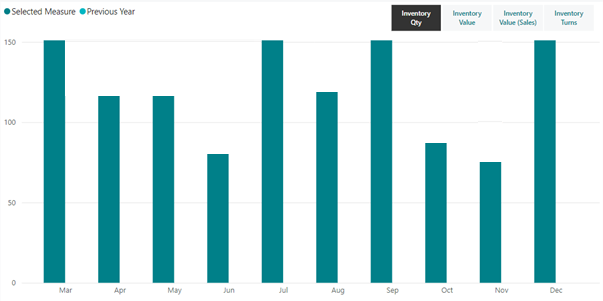 Selected Measure Previous Year
Inventory
Qty
Inventory
Value
Inventory
Value (Sales)
Inventory
Turns
150
100
50
0
Mar Apr May Jun Jul Aug Sep Oct Nov Dec